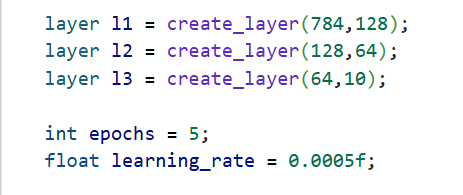 layer l1 = create_layer(784,128);
layer l2 = create_layer(128,64);
layer l3 = create_layer(64,10);
int epochs = 5;
float learning_rate = 0.0005f;